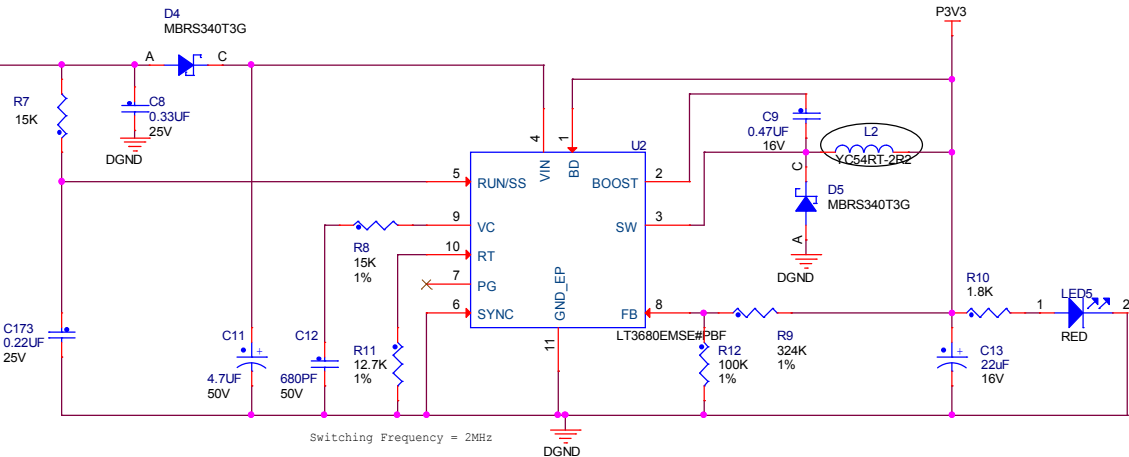 D4
MBRS340T3G
P3V3
A
C
R7
15K
C8
0.33UF
25V
DGND
C9
0.47UF
16V
L2
YC54RT-2R2
4
1
U2
VIN
BD
5
RUN/SS
BOOST
2
C
D5
MBRS340T3G
A
DGND
9
VC
SW
3
R8
15K
1%
10
RT
7
PG
6
SYNC
GND_EP
FB
8
11
LT3680EMSE#PBF
R10
1.8K
LED5
1
2
RED
C173
0.22UF
25V
C11
4.7UF
50V
C12
680PF
50V
R11
12.7K
1%
R12
100K
1%
R9
324K
1%
C13
22uF
16V
+
+
Switching Frequency = 2MHz
DGND